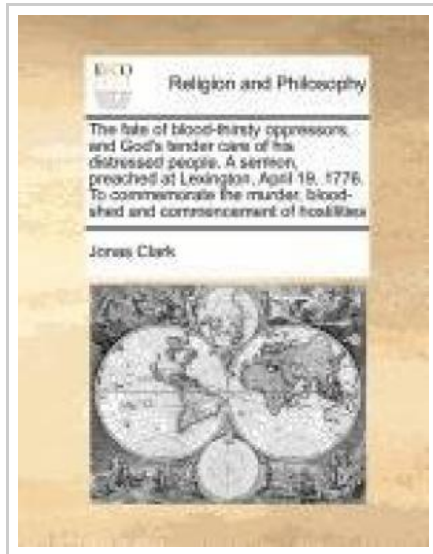 ECCO
Religion and Philosophy
The fate of blood-thirsty oppressors,
and God's tender care of his
distressed people. A sermon,
preached at Lexington, April 19, 1776.
To commemorate the murder, blood-
shed and commencement of hostilities
Jonas Clark